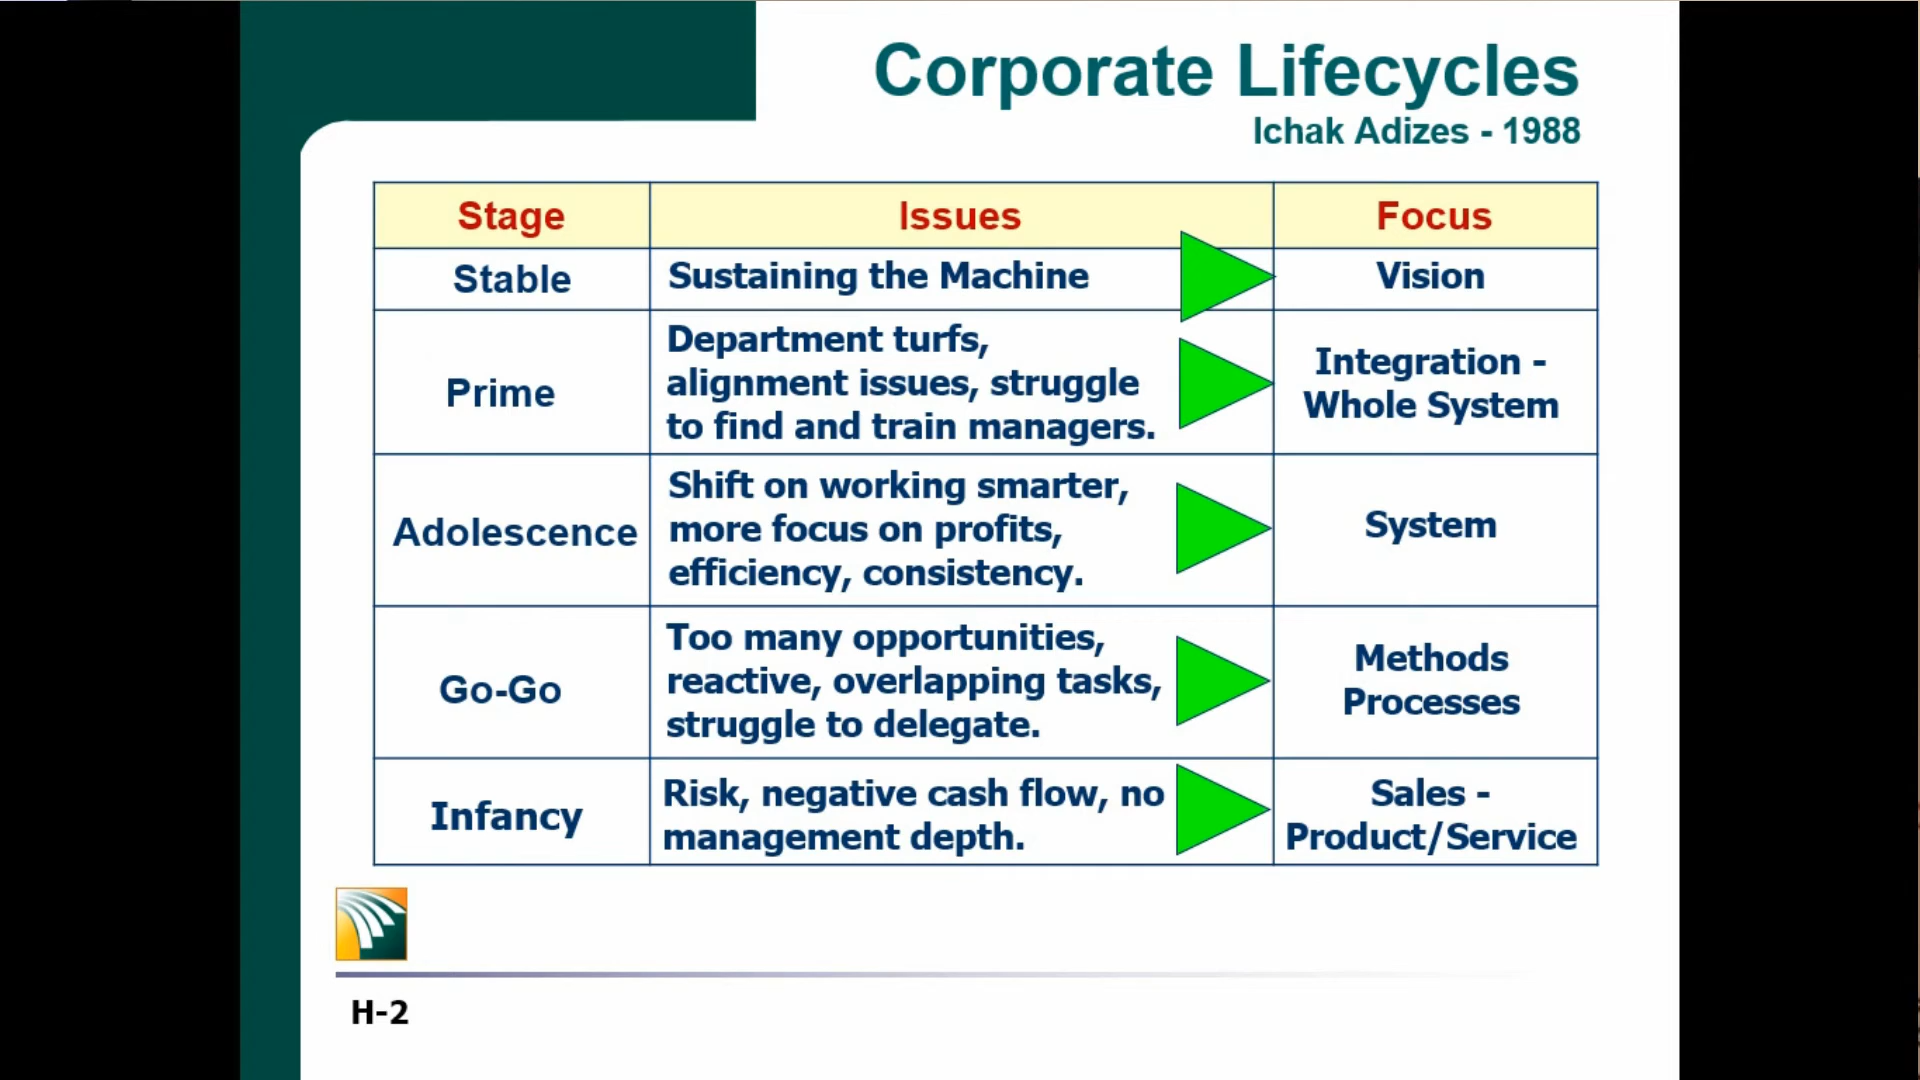 Corporate Lifecycles
Ichak Adizes - 1988
Stage Issues Focus
Stable Sustaining the Machine Vision
Prime
Department turfs,
alignment issues, struggle
to find and train managers.
Integration -
Whole System
Adolescence
Shift on working smarter,
more focus on profits,
efficiency, consistency.
System
Go-Go
Too many opportunities,
reactive, overlapping tasks,
struggle to delegate.
Methods
Processes
Infancy
Risk, negative cash flow, no
management depth.
Sales -
Product/Service
H-2